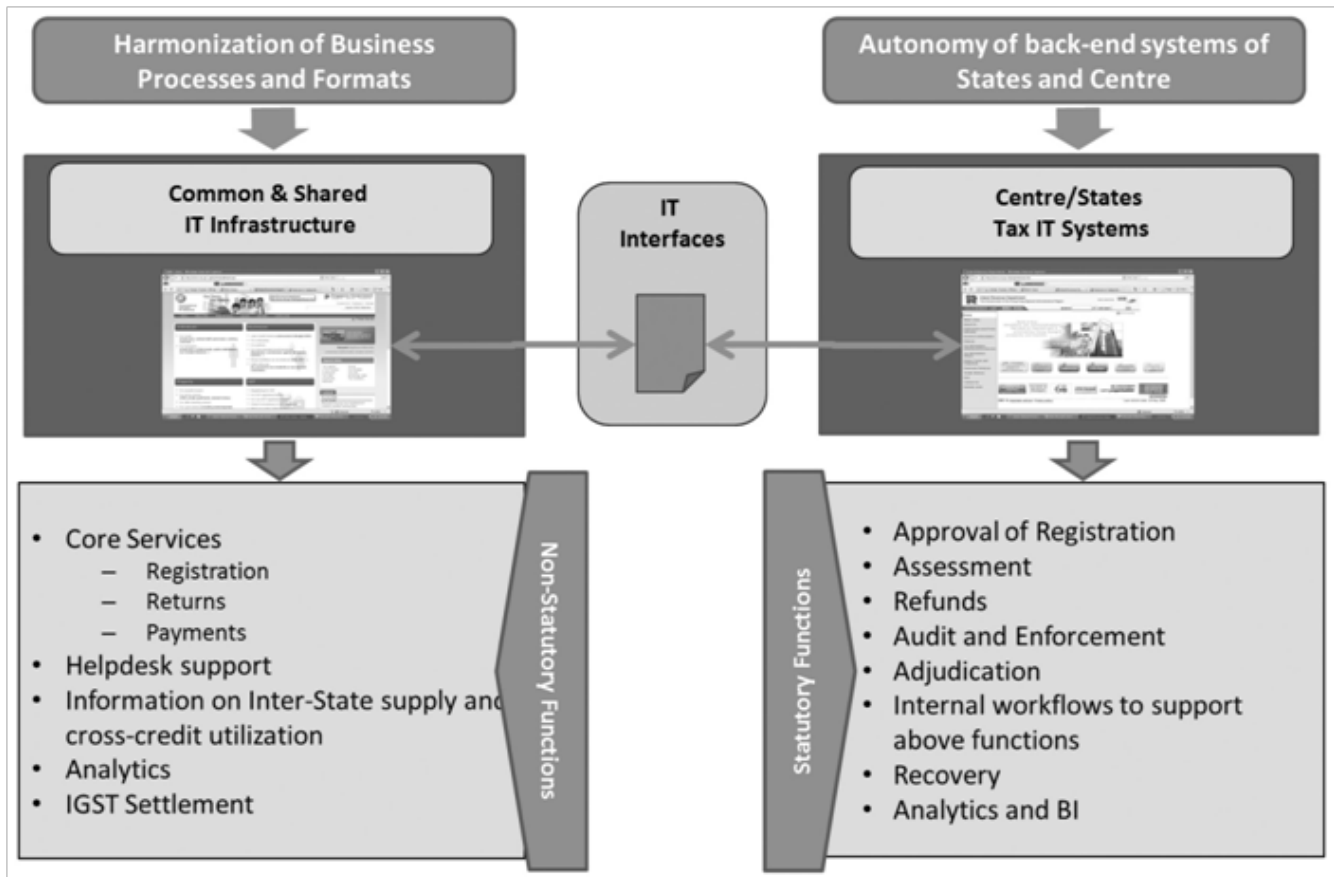 Harmonization of Business
Processes and Formats
Autonomy of back-end systems of
States and Centre
Common & Shared
IT Infrastructure
IT
Interfaces
Centre/States
Tax IT Systems
• Core Services
– Registration
– Returns
– Payments
• Helpdesk support
• Information on Inter-State supply and
cross-credit utilization
• Analytics
• IGST Settlement
Non-Statutory Functions
Statutory Functions
• Approval of Registration
• Assessment
• Refunds
• Audit and Enforcement
• Adjudication
• Internal workflows to support
above functions
• Recovery
• Analytics and BI